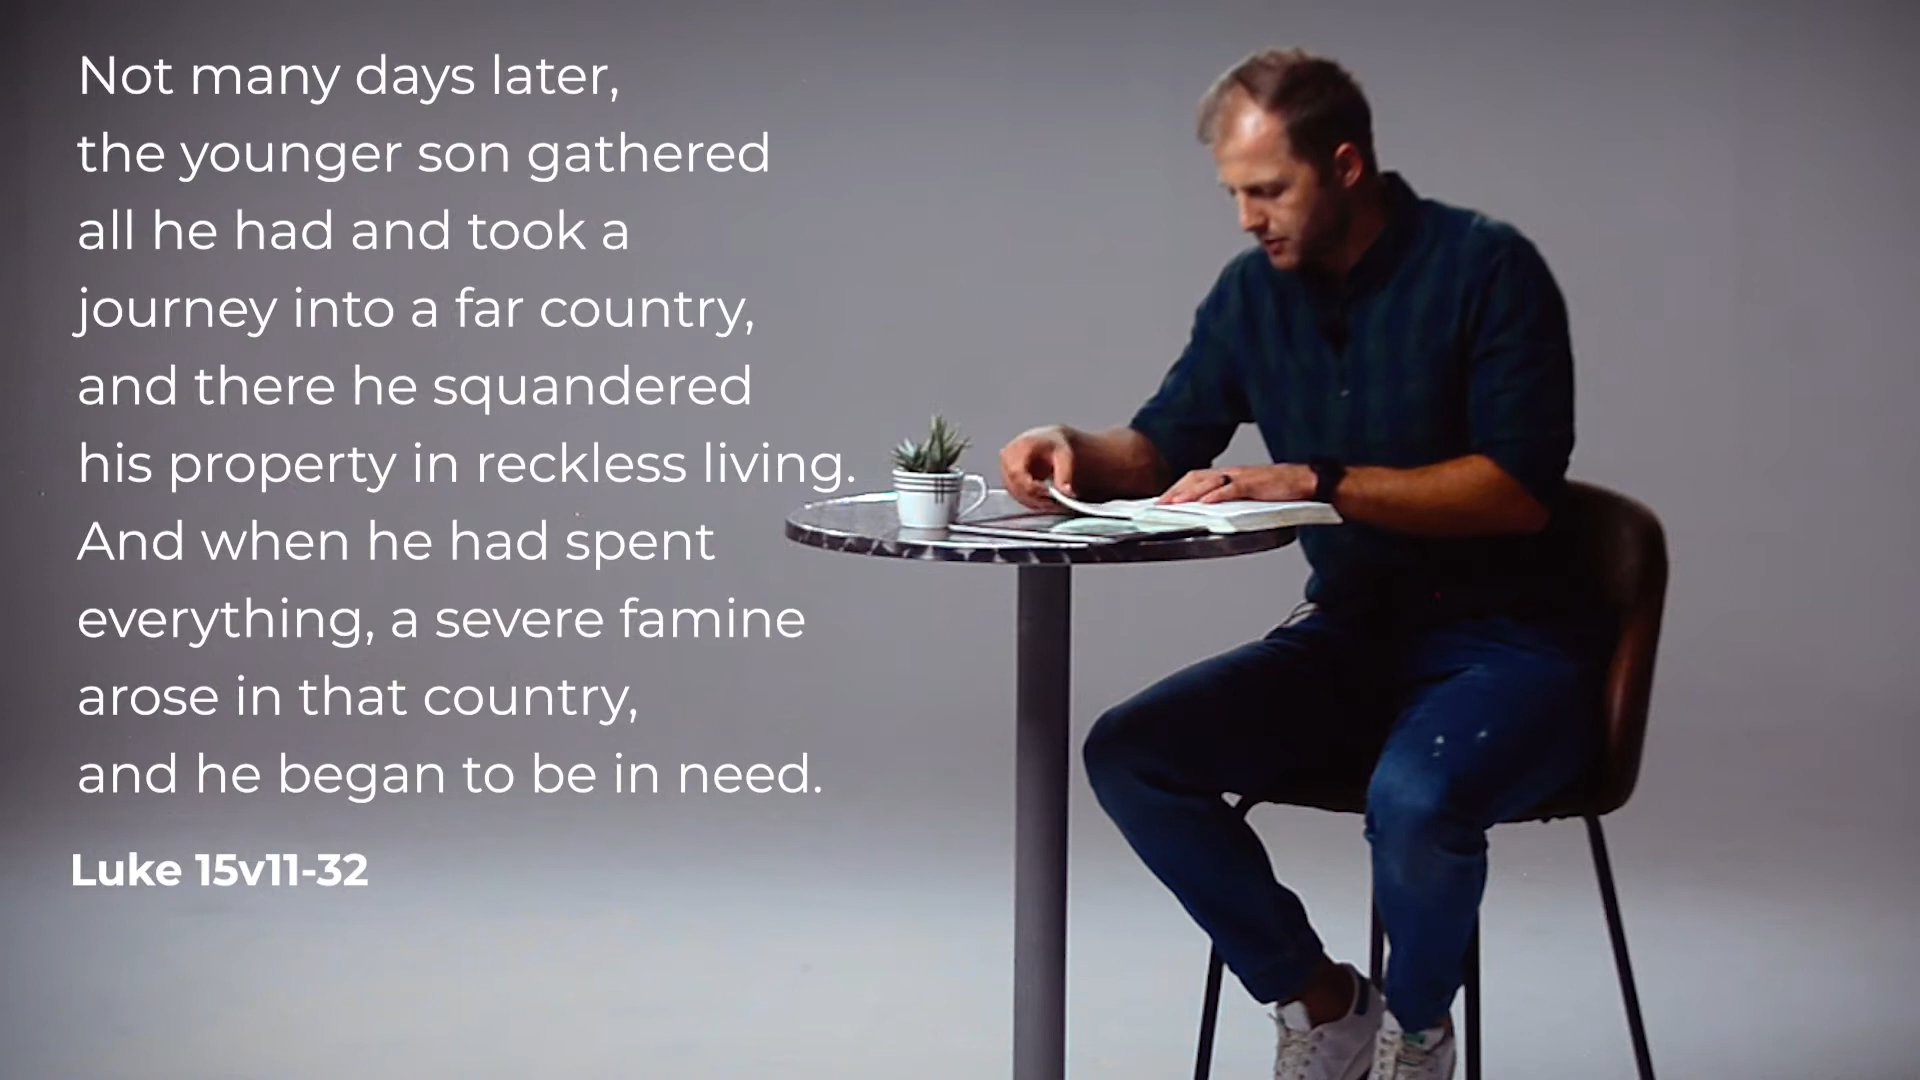 Not many days later,
the younger son gathered
all he had and took a
journey into a far country,
and there he squandered
his property in reckless living.
And when he had spent
everything, a severe famine
arose in that country,
and he began to be in need.
Luke 15v11-32